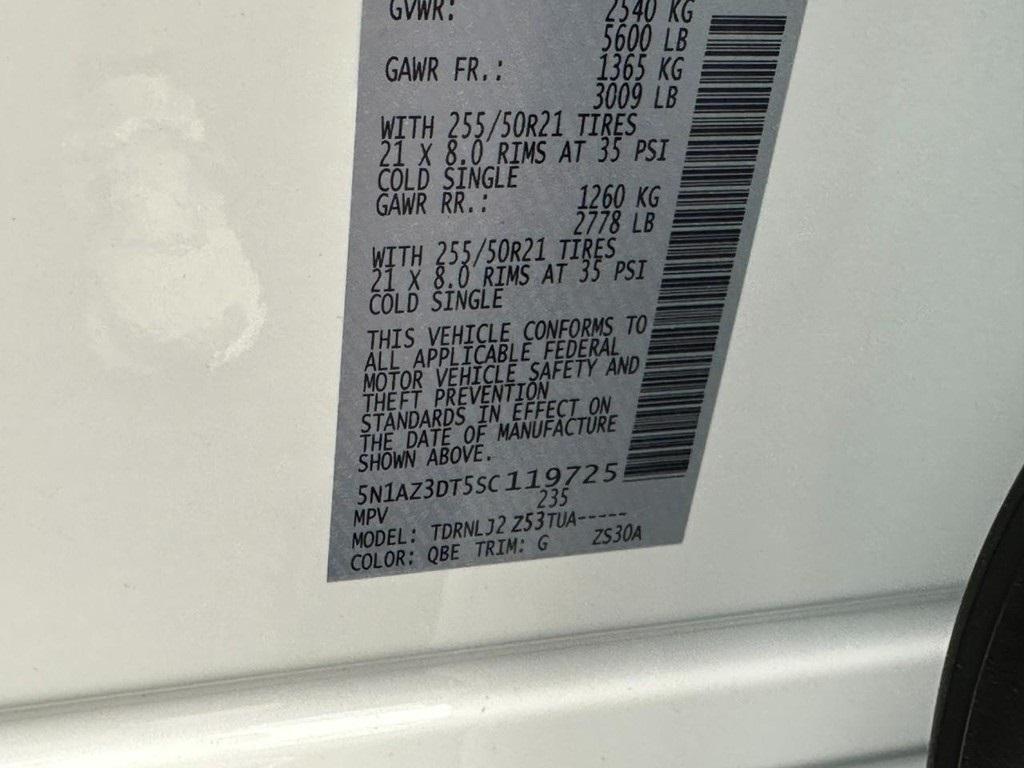 GVWR: 2540 KG
5600 LB
GAWR FR.: 1365 KG
3009 LB
WITH 255/50R21 TIRES
21 X 8.0 RIMS AT 35 PSI
COLD SINGLE
GAWR RR.: 1260 KG
2778 LB
WITH 255/50R21 TIRES
21 X 8.0 RIMS AT 35 PSI
COLD SINGLE
THIS VEHICLE CONFORMS TO
ALL APPLICABLE FEDERAL
MOTOR VEHICLE SAFETY AND
THEFT PREVENTION
STANDARDS IN EFFECT ON
THE DATE OF MANUFACTURE
SHOWN ABOVE.
5N1AZ3DT5SC119725
MPV 235
MODEL: TDRNLJ2 Z53TUA-----
COLOR: QBE TRIM: G ZS30A